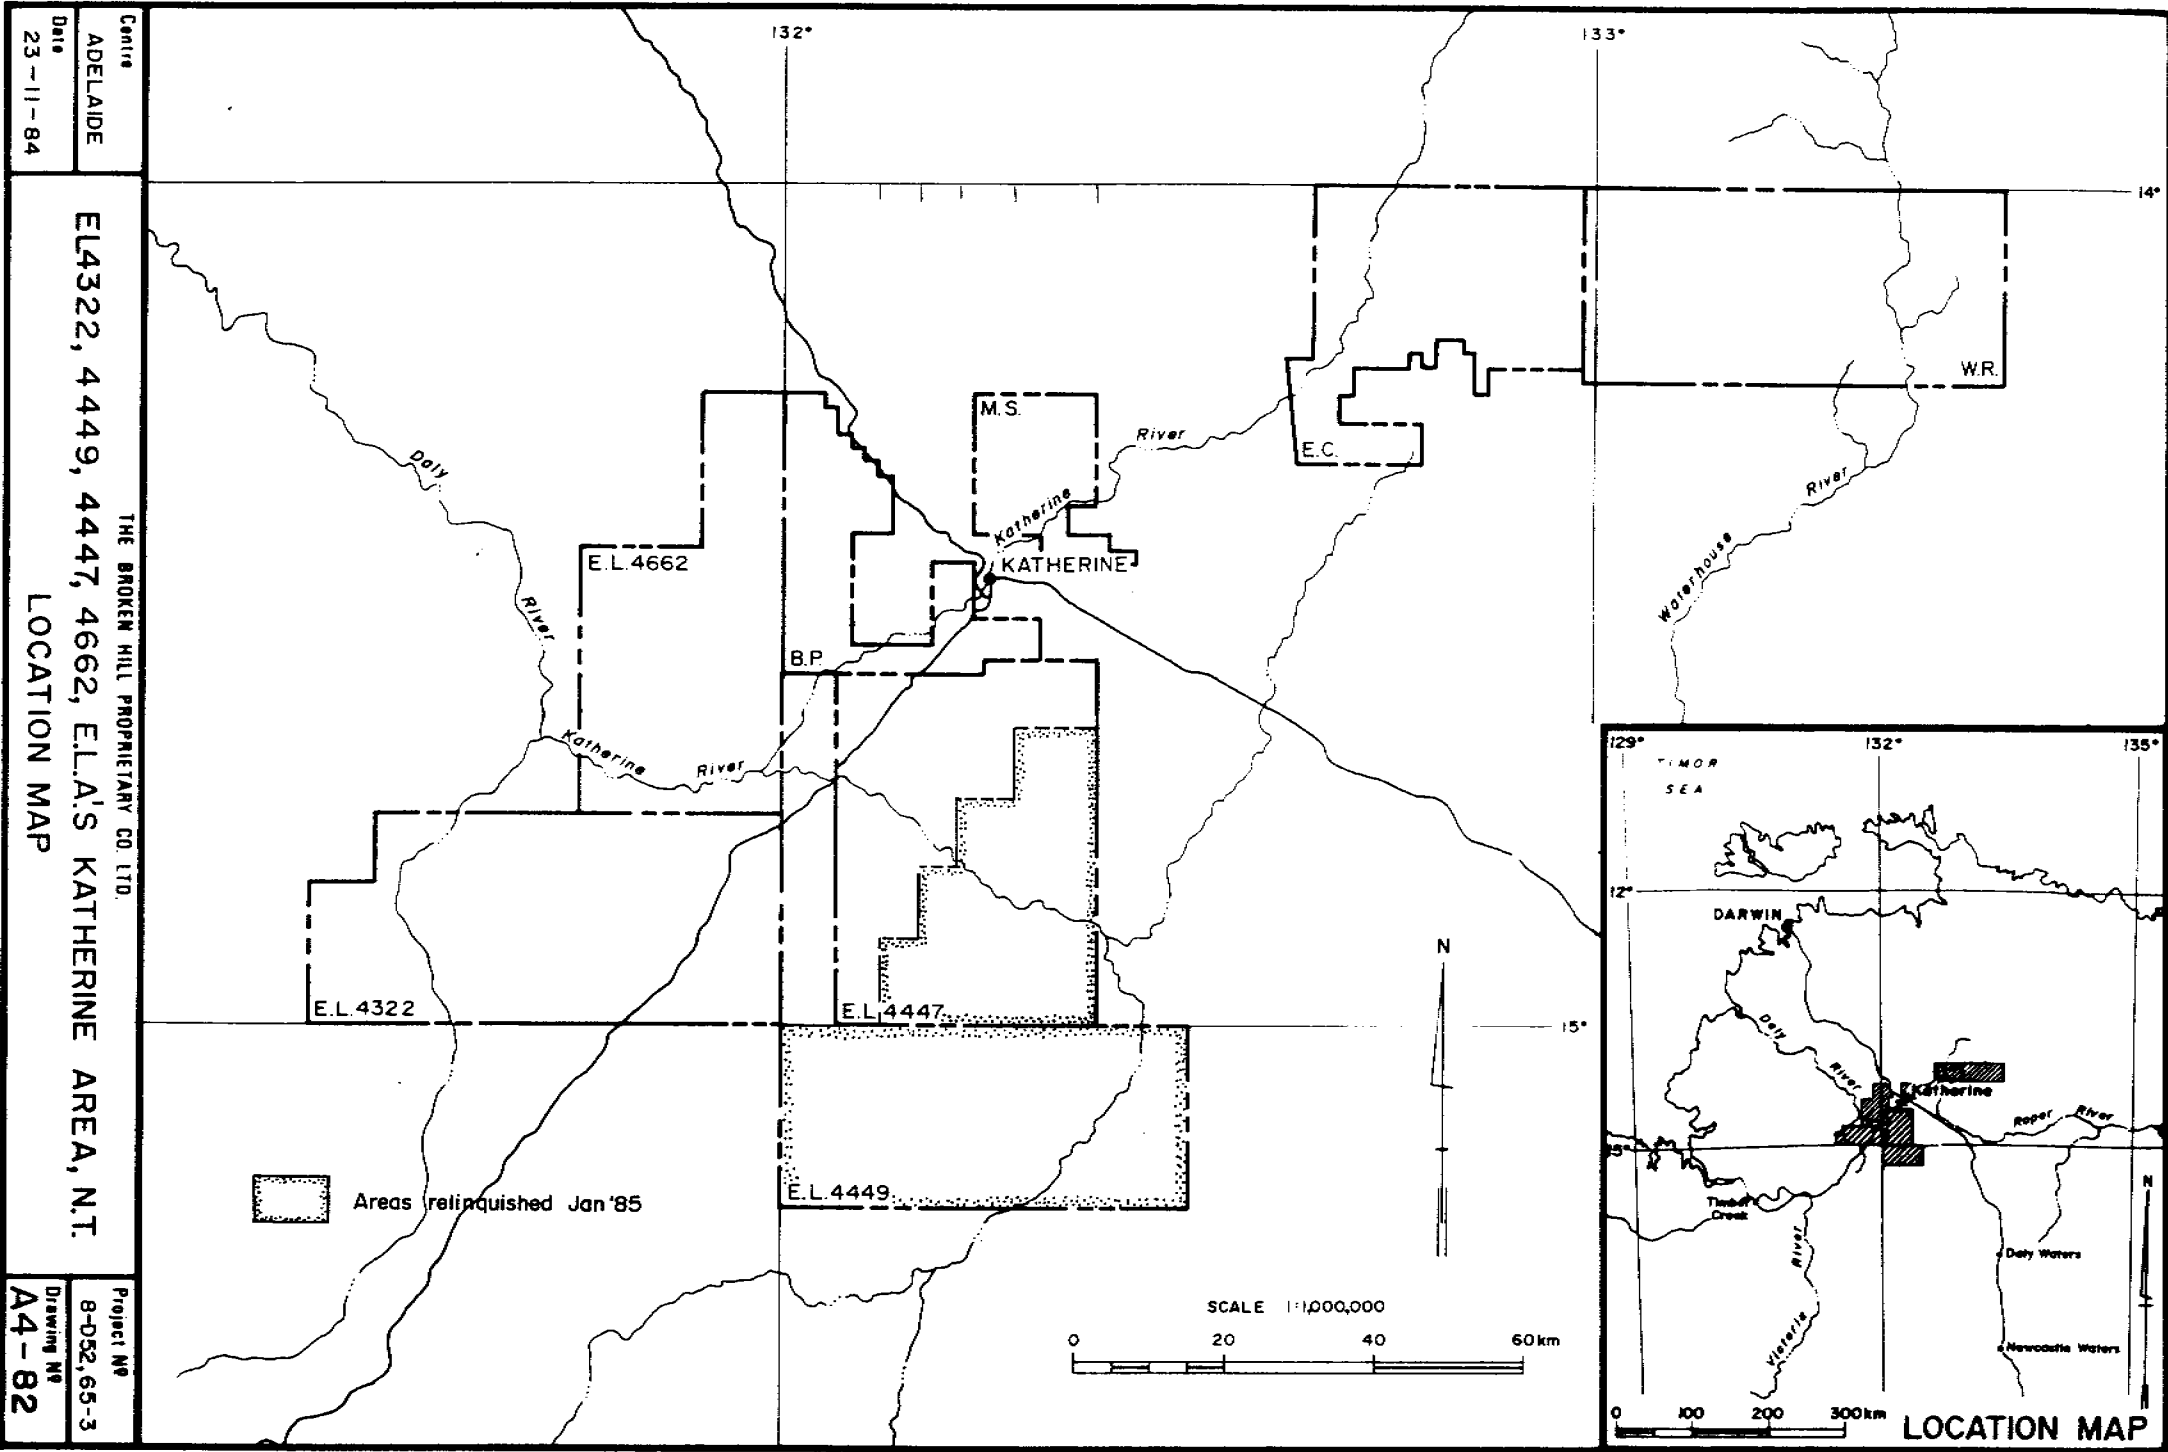 Centre
ADELAIDE
Date
23-11-84
THE BROKEN HILL PROPRIETARY CO. LTD.
EL4322, 4449, 4447, 4662, E.L.A'.S KATHERINE AREA, N.T.
LOCATION MAP
Project Nº
8-D52,65-3
Drawing Nº
A4-82
132°
133°
14°
W.R.
M.S.
River
E.C.
Daly
River
Katherine
River
Waterhouse
E.L.4662
KATHERINE
River
B.P.
Katherine
River
E.L.4322
E.L.4447
15°
E.L.4449
N
Areas relinquished Jan '85
SCALE 1:1,000,000
0 20 40 60km
129° 132° 135°
TIMOR
SEA
12°
DARWIN
Daly
River
Katherine
Roper River
15°
Timber
Creek
River
Victoria
Daly Waters
Newcastle Waters
N
0 100 200 300km
LOCATION MAP